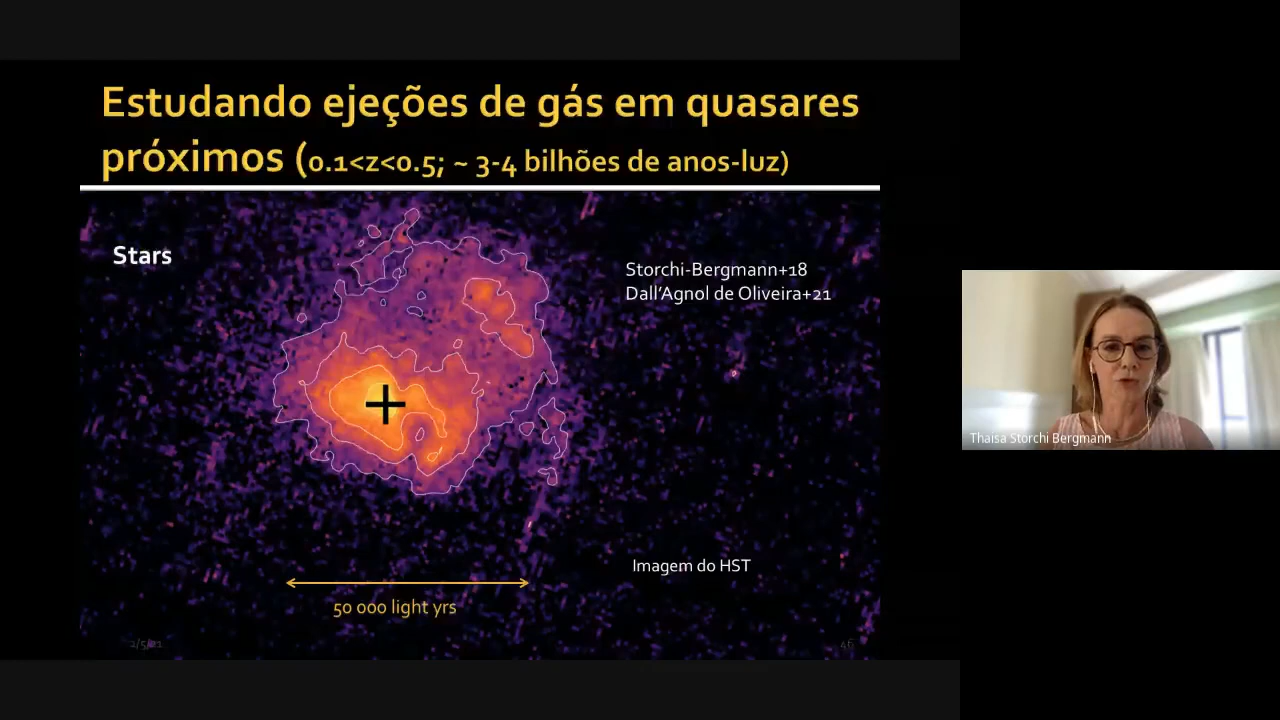 Estudando ejeções de gás em quasares
próximos (0.1<z<0.5; ~ 3-4 bilhões de anos-luz)
Stars
Storchi-Bergmann+18
Dall'Agnol de Oliveira+21
Thaisa Storchi Bergmann
Imagem do HST
50 000 light yrs
46